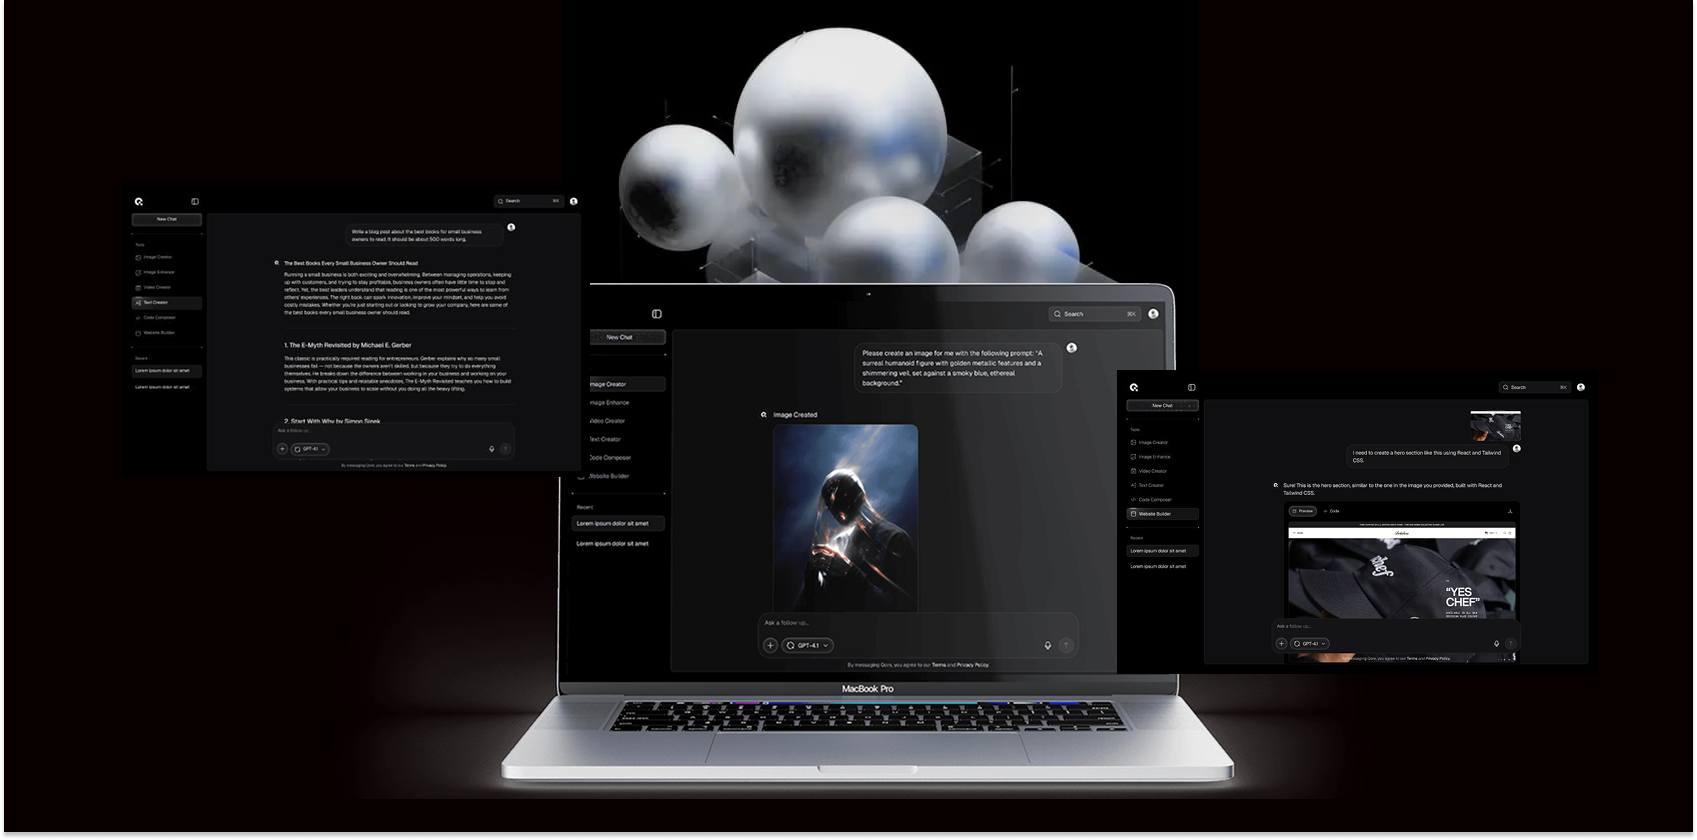 Search
⌘K
New Chat
Write a blog post about the best books for small business
owners to read. It should be about 500 words long.
Tools
Image Creator
Image Enhance
Video Creator
Text Creator
Code Composer
Website Builder
Recent
Lorem ipsum dolor sit amet
Lorem ipsum dolor sit amet
The Best Books Every Small Business Owner Should Read
Running a small business is both exciting and overwhelming. Between managing operations, keeping
up with customers, and trying to stay profitable, business owners often have little time to stop and
reflect. Yet, the best leaders understand that reading is one of the most powerful ways to learn from
others' experiences. The right book can spark innovation, improve your mindset, and help you avoid
costly mistakes. Whether you're just starting out or looking to grow your company, here are some of
the best books every small business owner should read.
1. The E-Myth Revisited by Michael E. Gerber
This classic is practically required reading for entrepreneurs. Gerber explains why so many small
businesses fail — not because the owners aren't skilled, but because they try to do everything
themselves. He breaks down the difference between working in your business and working on your
business. With practical tips and relatable anecdotes, The E-Myth Revisited teaches you how to build
systems that allow your business to scale without you doing all the heavy lifting.
2. Start With Why by Simon Sinek
Ask a follow up...
GPT-4.1
By messaging Qore, you agree to our Terms and Privacy Policy.
Search
⌘K
New Chat
Please create an image for me with the following prompt: "A
surreal humanoid figure with golden metallic features and a
shimmering veil, set against a smoky blue, ethereal
background."
mage Creator
mage Enhance
Video Creator
Text Creator
Code Composer
Website Builder
Recent
Lorem ipsum dolor sit amet
Lorem ipsum dolor sit amet
Image Created
Ask a follow up...
GPT-4.1
By messaging Qore, you agree to our Terms and Privacy Policy.
MacBook Pro
Search
⌘K
New Chat
Tools
Image Creator
Image Enhance
Video Creator
Text Creator
Code Composer
Website Builder
Recent
Lorem ipsum dolor sit amet
Lorem ipsum dolor sit amet
I need to create a hero section like this using React and Tailwind
CSS.
Sure! This is the hero section, similar to the one in the image you provided, built with React and
Tailwind CSS.
Preview
Code
chef
"YES
CHEF"
Ask a follow up...
GPT-4.1
By messaging Qore, you agree to our Terms and Privacy Policy.